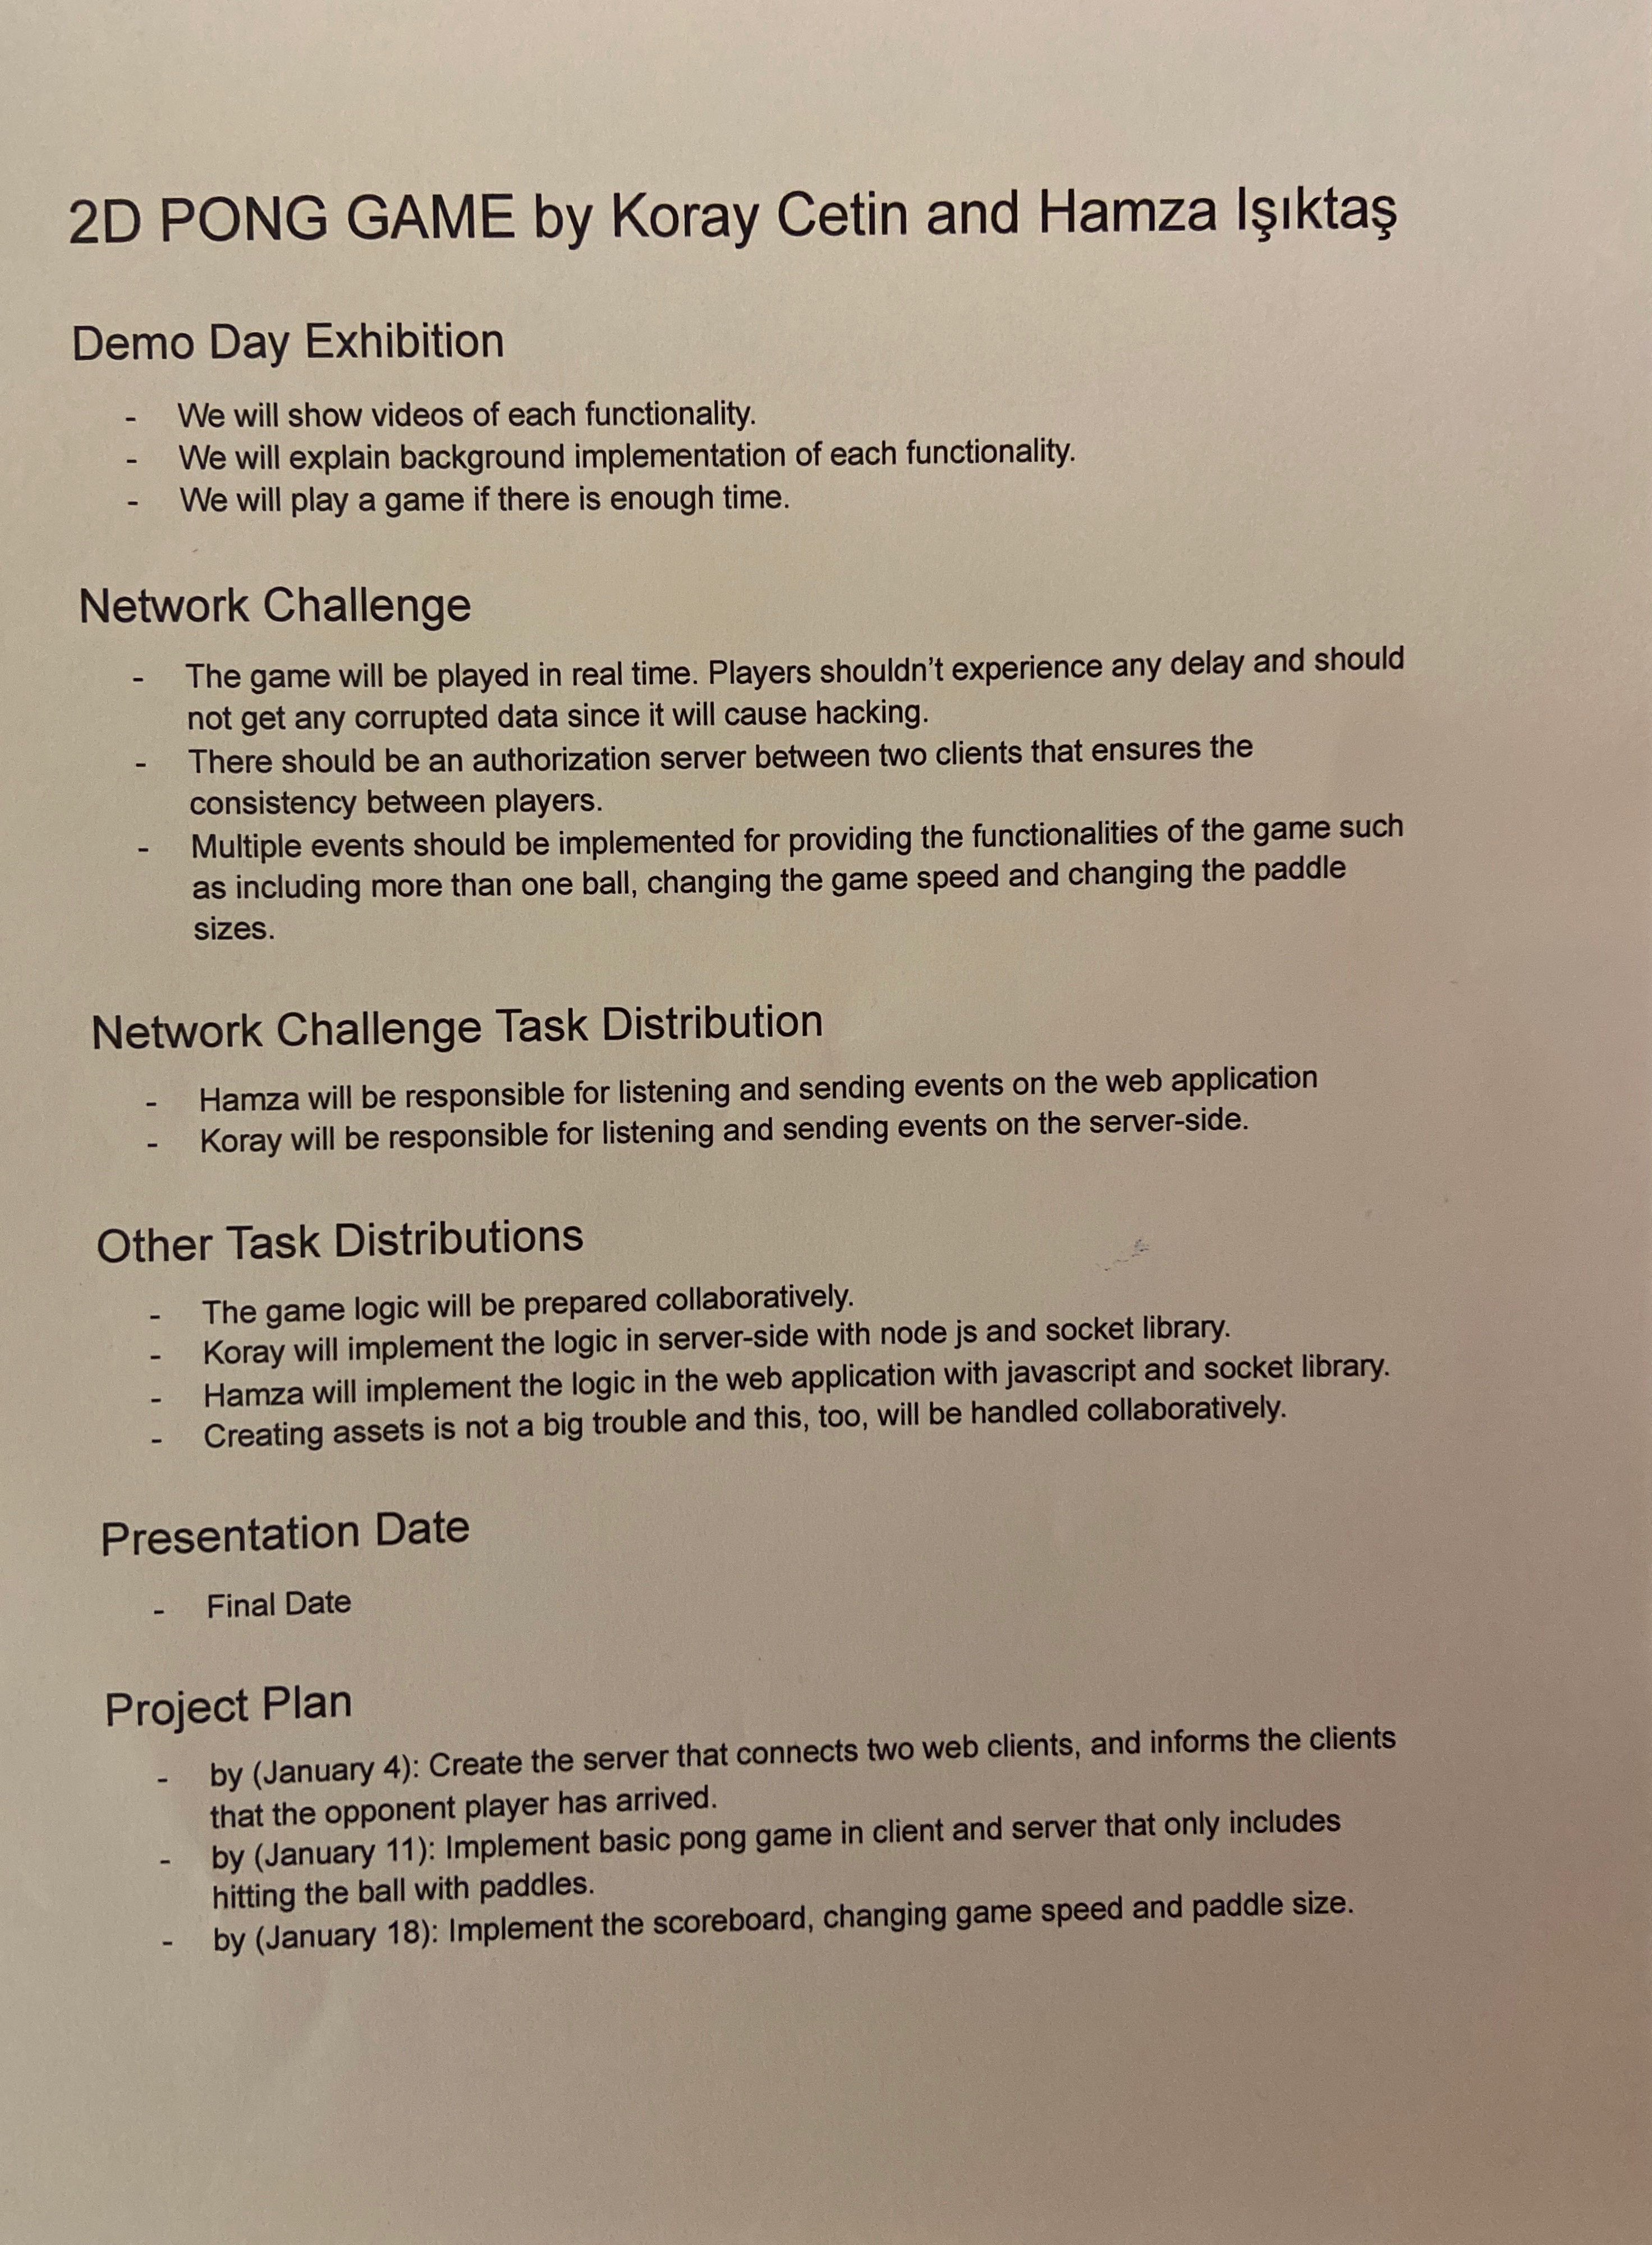 2D PONG GAME by Koray Cetin and Hamza Işıktaş
Demo Day Exhibition
- We will show videos of each functionality.
- We will explain background implementation of each functionality.
- We will play a game if there is enough time.
Network Challenge
- The game will be played in real time. Players shouldn't experience any delay and should
not get any corrupted data since it will cause hacking.
- There should be an authorization server between two clients that ensures the
consistency between players.
- Multiple events should be implemented for providing the functionalities of the game such
as including more than one ball, changing the game speed and changing the paddle
sizes.
Network Challenge Task Distribution
- Hamza will be responsible for listening and sending events on the web application
- Koray will be responsible for listening and sending events on the server-side.
Other Task Distributions
- The game logic will be prepared collaboratively.
- Koray will implement the logic in server-side with node js and socket library.
- Hamza will implement the logic in the web application with javascript and socket library.
- Creating assets is not a big trouble and this, too, will be handled collaboratively.
Presentation Date
- Final Date
Project Plan
- by (January 4): Create the server that connects two web clients, and informs the clients
that the opponent player has arrived.
- by (January 11): Implement basic pong game in client and server that only includes
hitting the ball with paddles.
- by (January 18): Implement the scoreboard, changing game speed and paddle size.